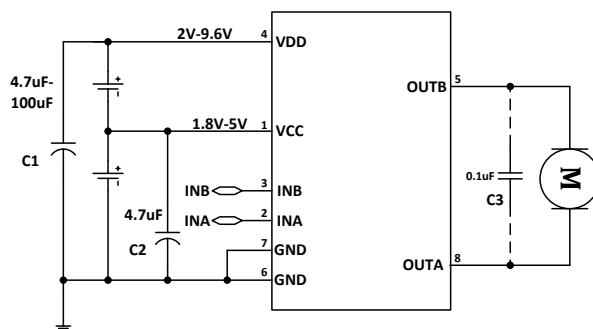 2V-9.6V
4
VDD
4.7uF-
100uF
C1
+
-
1.8V-5V
1
VCC
+
-
INB
3
INB
INA
2
INA
4.7uF
C2
7
GND
6
GND
OUTB
5
0.1uF
C3
M
OUTA
8